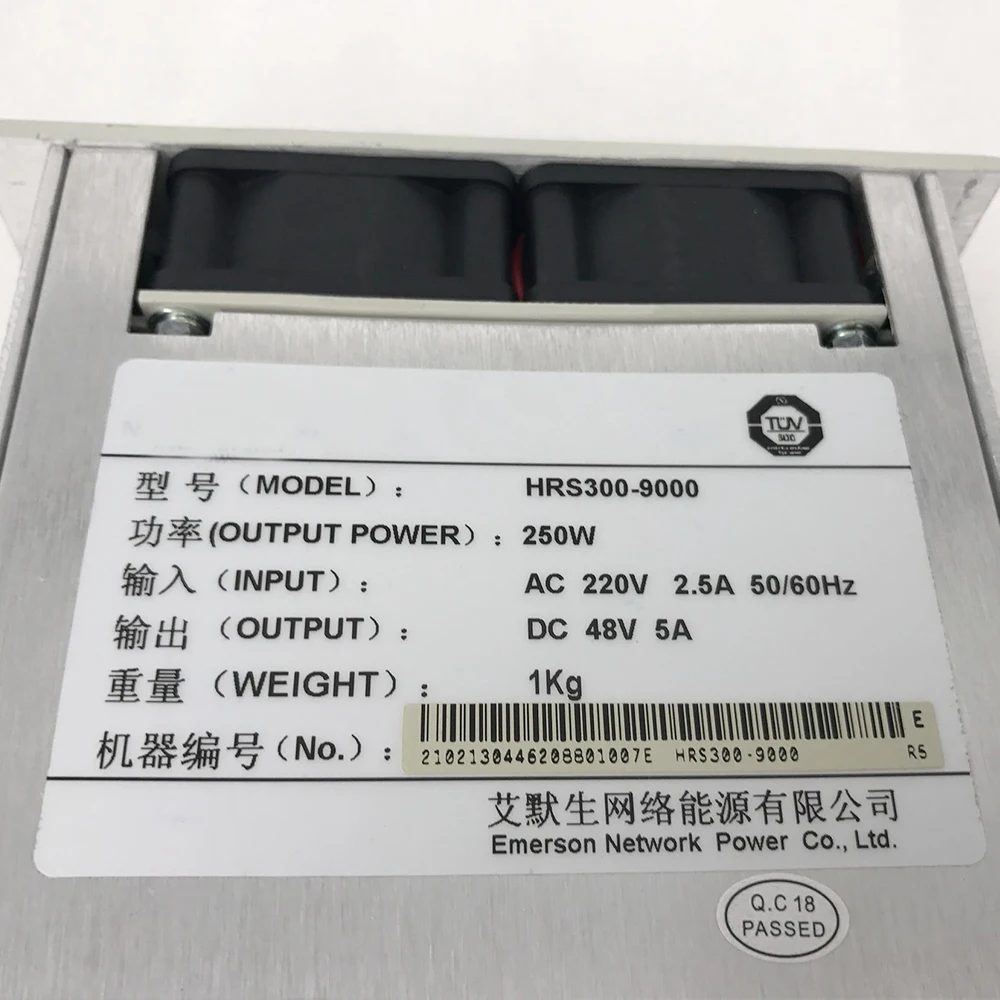 TÜV
型号（MODEL）： HRS300-9000
功率(OUTPUT POWER）： 250W
输入（INPUT）： AC 220V 2.5A 50/60Hz
输出（OUTPUT）： DC 48V 5A
重量（WEIGHT）： 1Kg
机器编号（No.）：
E
2102130446208801007E HRS300-9000 R5
艾默生网络能源有限公司
Emerson Network Power Co., Ltd.
Q.C 18
PASSED